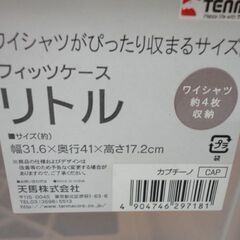 TENMA
ワイシャツがぴったり収まるサイズ
フィッツケース
リトル
ワイシャツ
約4枚
収納
●サイズ(約)
幅31.6×奥行41×高さ17.2cm
天馬株式会社
カプチーノ
CAP
袋
4 904746 297181